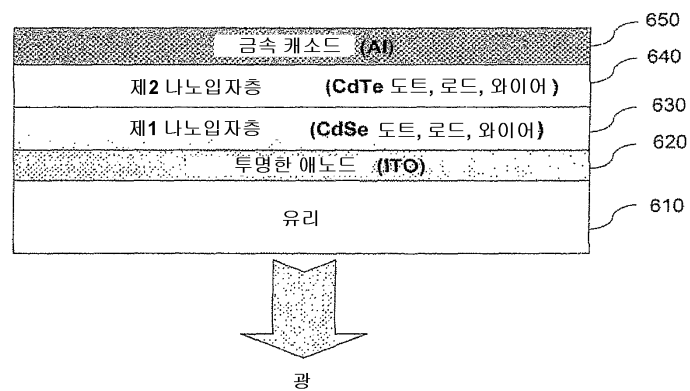 650
금속 캐소드 (Al)
640
제2 나노입자층 (CdTe 도트, 로드, 와이어)
630
제1 나노입자층 (CdSe 도트, 로드, 와이어)
620
투명한 애노드 (ITO)
610
유리
광